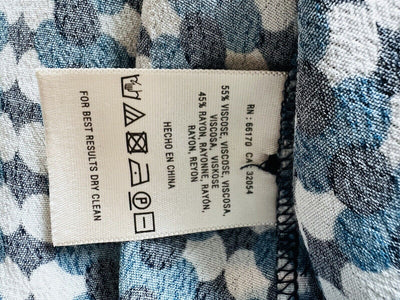 RN : 66170 CA : 32054
55% VISCOSE, VISCOSE, VISCOSA,
VISCOSA, VISKOSE
45% RAYON, RAYONNE, RAYÓN,
RAYON, RAYON
HECHO EN CHINA
P
FOR BEST RESULTS DRY CLEAN